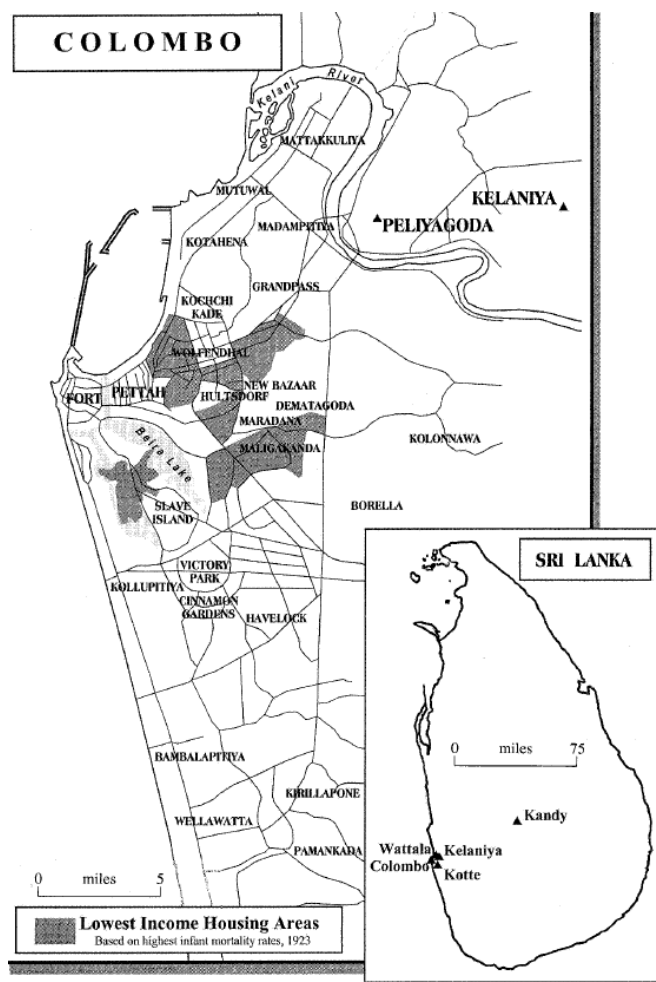 COLOMBO
Kelani River
MATTAKKULIYA
MUTUWAL
KELANIYA
PELIYAGODA
MADAMPITIYA
KOTAHENA
GRANDPASS
KOCHCHI
KADE
WOLFENDHAL
NEW BAZAAR
FORT
PETTAH
HULTSDORF
DEMATAGODA
MARADANA
KOLONNAWA
Beira Lake
MALIGAKANDA
SLAVE
ISLAND
BORELLA
VICTORY
PARK
KOLLUPITIYA
CINNAMON
GARDENS
HAVELOCK
BAMBALAPITIYA
KIRILLAPONE
WELLAWATTA
PAMANKADA
0 miles 5
Lowest Income Housing Areas
Based on highest infant mortality rates, 1923
SRI LANKA
0 miles 75
Kandy
Wattala
Kelaniya
Colombo
Kotte